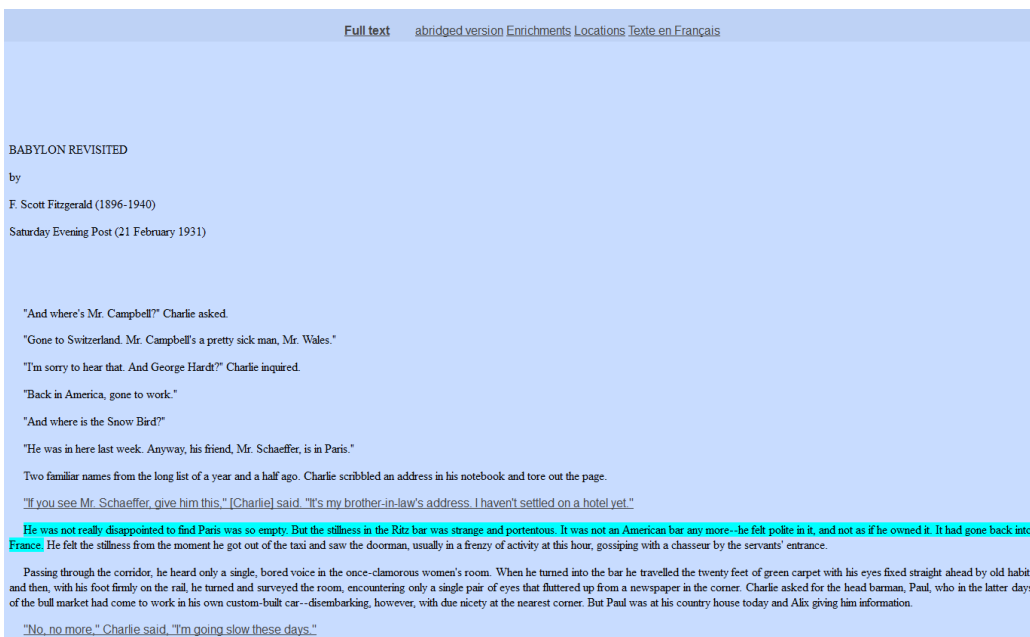 Full text abridged version Enrichments Locations Texte en Français
BABYLON REVISITED
by
F. Scott Fitzgerald (1896-1940)
Saturday Evening Post (21 February 1931)
"And where's Mr. Campbell?" Charlie asked.
"Gone to Switzerland. Mr. Campbell's a pretty sick man, Mr. Wales."
"I'm sorry to hear that. And George Hardt?" Charlie inquired.
"Back in America, gone to work."
"And where is the Snow Bird?"
"He was in here last week. Anyway, his friend, Mr. Schaeffer, is in Paris."
Two familiar names from the long list of a year and a half ago. Charlie scribbled an address in his notebook and tore out the page.
"If you see Mr. Schaeffer, give him this," [Charlie] said. "It's my brother-in-law's address. I haven't settled on a hotel yet."
He was not really disappointed to find Paris was so empty. But the stillness in the Ritz bar was strange and portentous. It was not an American bar any more--he felt polite in it, and not as if he owned it. It had gone back into
France. He felt the stillness from the moment he got out of the taxi and saw the doorman, usually in a frenzy of activity at this hour, gossiping with a chasseur by the servants' entrance.
Passing through the corridor, he heard only a single, bored voice in the once-clamorous women's room. When he turned into the bar he travelled the twenty feet of green carpet with his eyes fixed straight ahead by old habit
and then, with his foot firmly on the rail, he turned and surveyed the room, encountering only a single pair of eyes that fluttered up from a newspaper in the corner. Charlie asked for the head barman, Paul, who in the latter days
of the bull market had come to work in his own custom-built car--disembarking, however, with due nicety at the nearest corner. But Paul was at his country house today and Alix giving him information.
"No, no more," Charlie said, "I'm going slow these days."